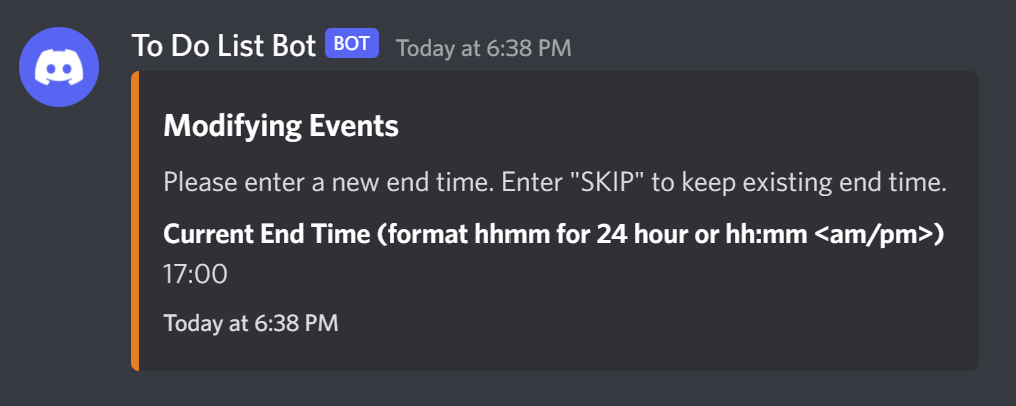 To Do List Bot BOT Today at 6:38 PM
Modifying Events
Please enter a new end time. Enter "SKIP" to keep existing end time.
Current End Time (format hhmm for 24 hour or hh:mm <am/pm>)
17:00
Today at 6:38 PM